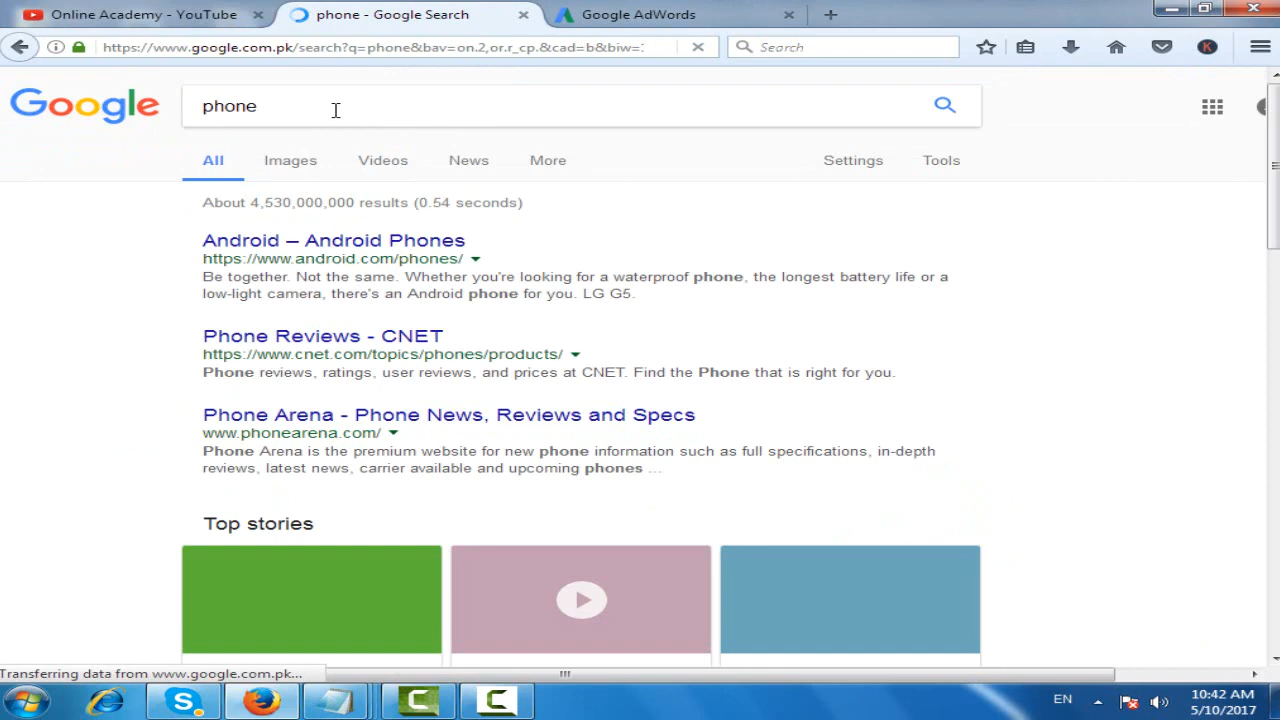 Online Academy - YouTube
phone - Google Search
Google AdWords
https://www.google.com.pk/search?q=phone&bav=on.2,or.r_cp.&cad=b&biw=:
Search
K
Google
phone
All
Images
Videos
News
More
Settings
Tools
About 4,530,000,000 results (0.54 seconds)
Android – Android Phones
https://www.android.com/phones/
Be together. Not the same. Whether you're looking for a waterproof phone, the longest battery life or a
low-light camera, there's an Android phone for you. LG G5.
Phone Reviews - CNET
https://www.cnet.com/topics/phones/products/
Phone reviews, ratings, user reviews, and prices at CNET. Find the Phone that is right for you.
Phone Arena - Phone News, Reviews and Specs
www.phonearena.com/
Phone Arena is the premium website for new phone information such as full specifications, in-depth
reviews, latest news, carrier available and upcoming phones ...
Top stories
Transferring data from www.google.com.pk...
EN
10:42 AM
5/10/2017